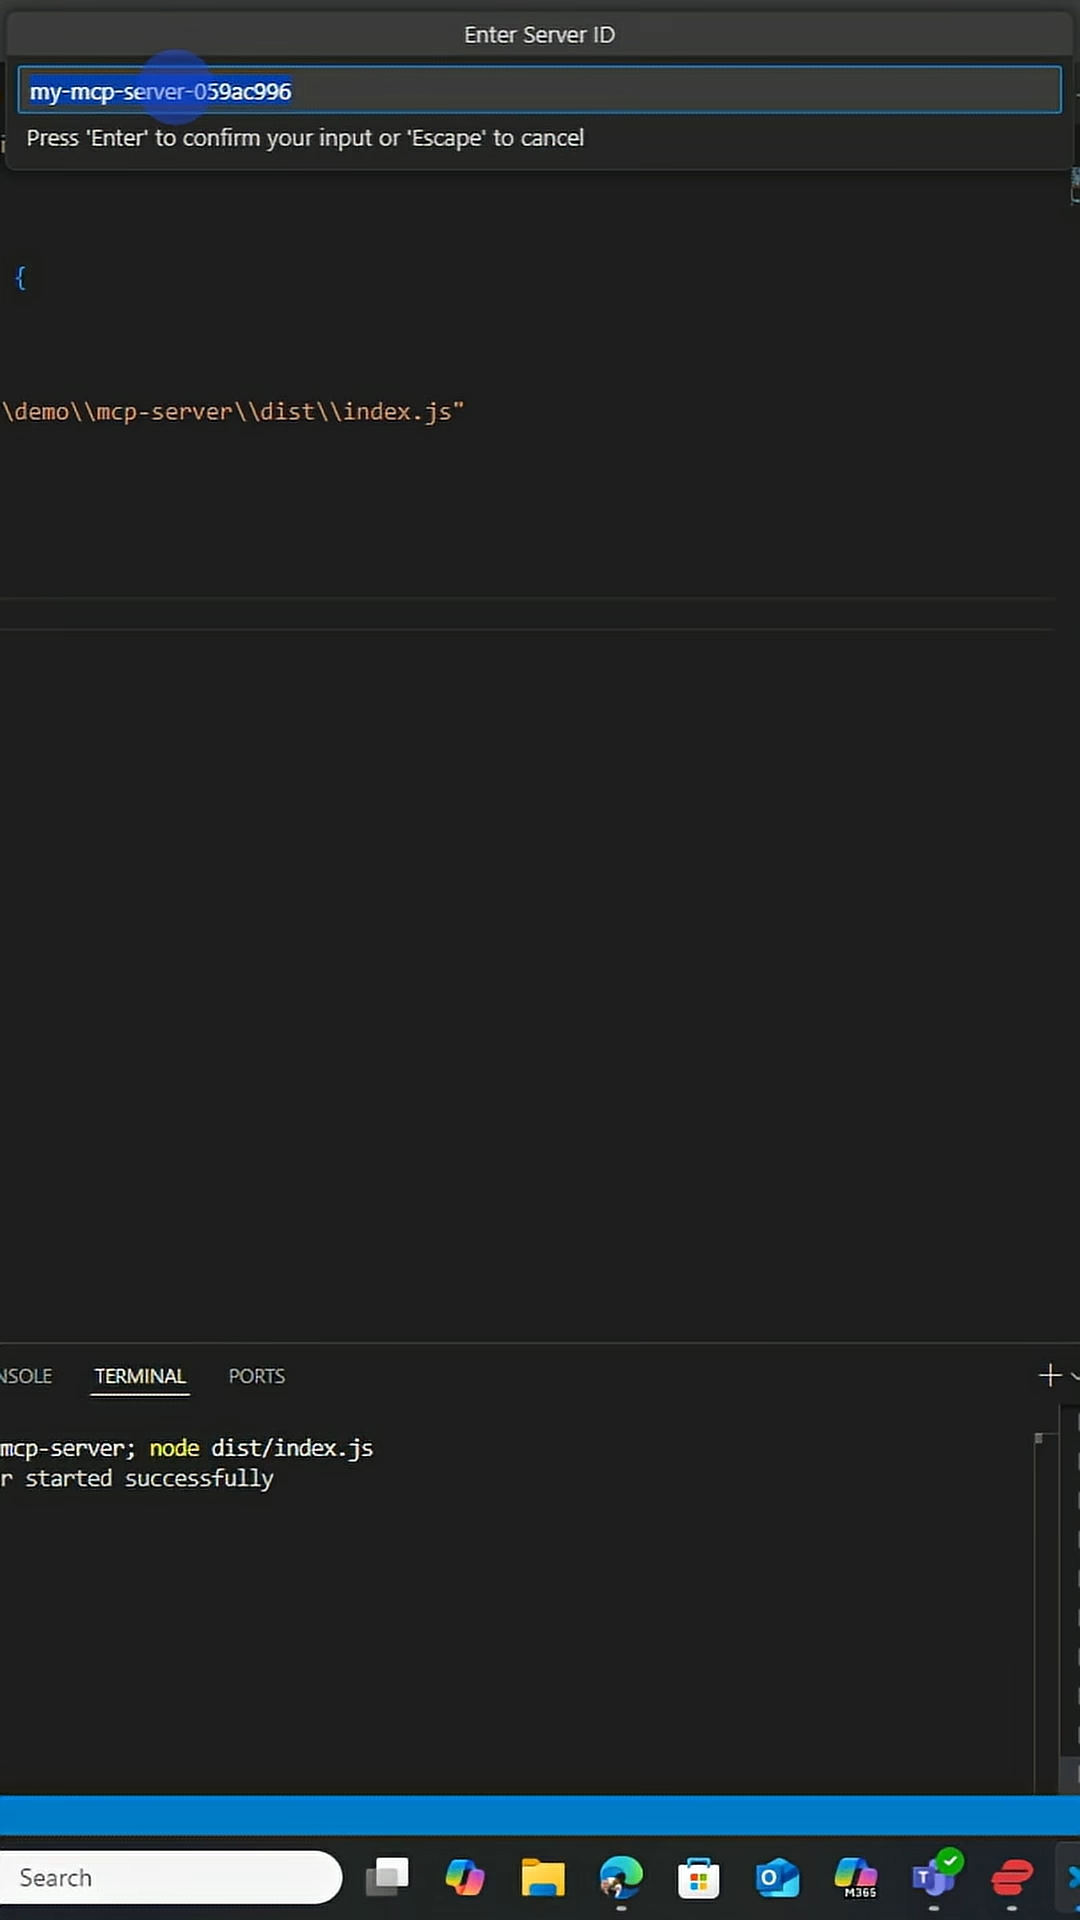 Enter Server ID
my-mcp-server-059ac996
Press 'Enter' to confirm your input or 'Escape' to cancel
{
\demo\\mcp-server\\dist\\index.js"
NSOLE TERMINAL PORTS
mcp-server; node dist/index.js
r started successfully
Search
M365